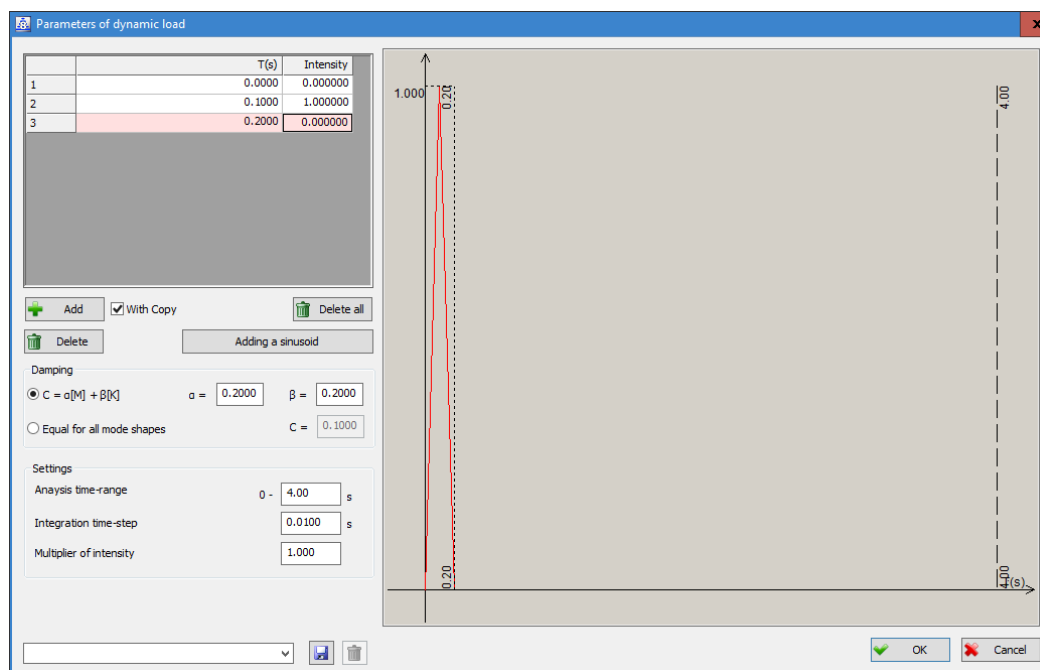 Parameters of dynamic load
T(s) Intensity
1 0.0000 0.000000
2 0.1000 1.000000
3 0.2000 0.000000
Add With Copy Delete all
Delete Adding a sinusoid
Damping
C = α[M] + β[K] α = 0.2000 β = 0.2000
Equal for all mode shapes C = 0.1000
Settings
Anaysis time-range 0 - 4.00 s
Integration time-step 0.0100 s
Multiplier of intensity 1.000
1.000
0.20
4.00
0.20
4.00
T(s)
OK Cancel